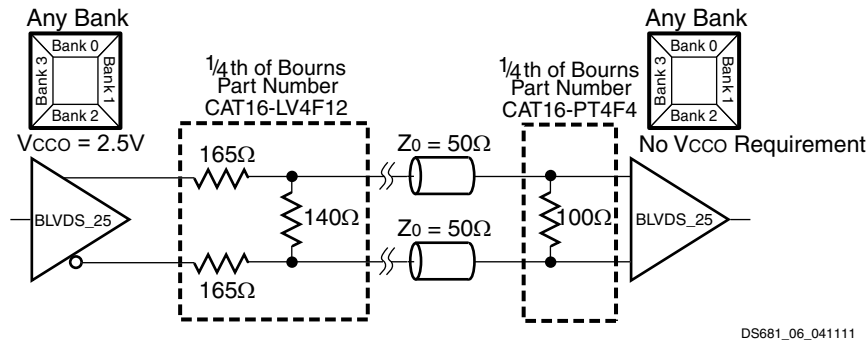 Any Bank
Bank 0
Bank 3
Bank 1
Bank 2
VCCO = 2.5V
BLVDS_25
1/4th of Bourns
Part Number
CAT16-LV4F12
165Ω
140Ω
165Ω
Z0 = 50Ω
Z0 = 50Ω
1/4th of Bourns
Part Number
CAT16-PT4F4
100Ω
Any Bank
Bank 0
Bank 3
Bank 1
Bank 2
No VCCO Requirement
BLVDS_25
DS681_06_041111